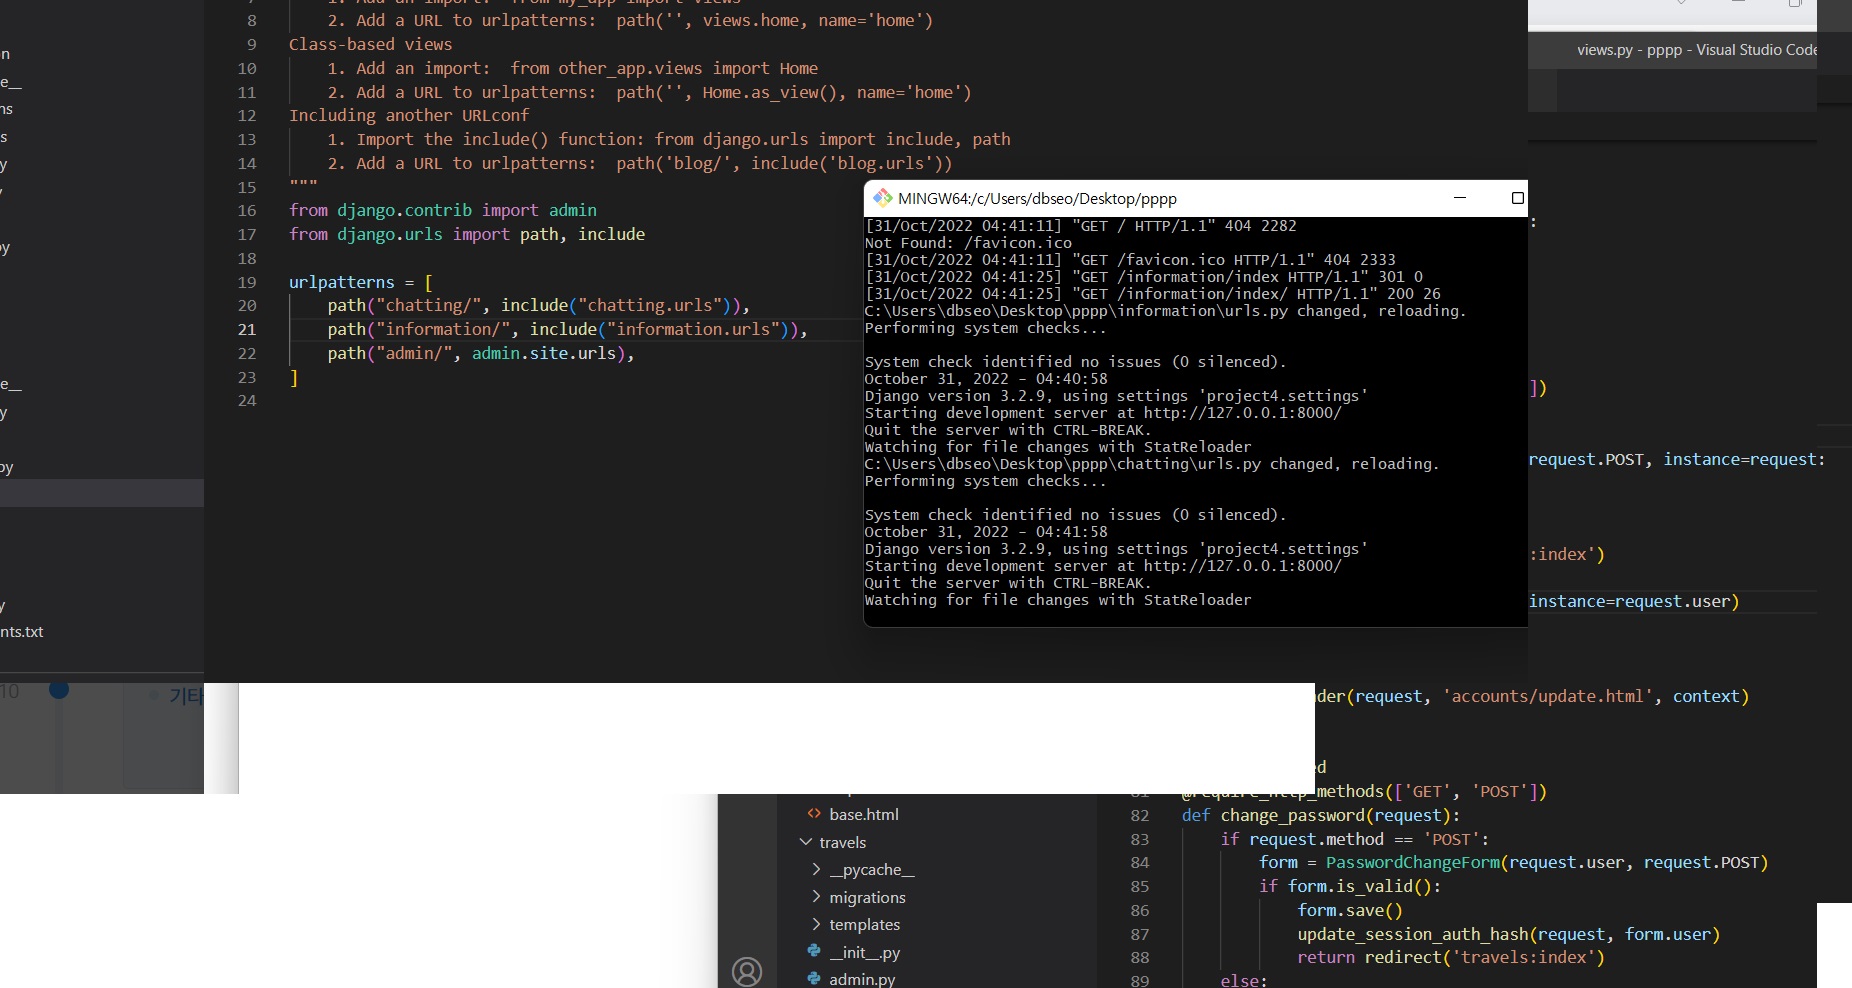 8 2. Add a URL to urlpatterns:  path('', views.home, name='home')
9 Class-based views
10 1. Add an import:  from other_app.views import Home
11 2. Add a URL to urlpatterns:  path('', Home.as_view(), name='home')
12 Including another URLconf
13 1. Import the include() function: from django.urls import include, path
14 2. Add a URL to urlpatterns:  path('blog/', include('blog.urls'))
15 """
16 from django.contrib import admin
17 from django.urls import path, include
18
19 urlpatterns = [
20 path("chatting/", include("chatting.urls")),
21 path("information/", include("information.urls")),
22 path("admin/", admin.site.urls),
23 ]
24
nts.txt
10
기타
MINGW64:/c/Users/dbseo/Desktop/pppp
[31/Oct/2022 04:41:11] "GET / HTTP/1.1" 404 2282
Not Found: /favicon.ico
[31/Oct/2022 04:41:11] "GET /favicon.ico HTTP/1.1" 404 2333
[31/Oct/2022 04:41:25] "GET /information/index HTTP/1.1" 301 0
[31/Oct/2022 04:41:25] "GET /information/index/ HTTP/1.1" 200 26
C:\Users\dbseo\Desktop\pppp\information\urls.py changed, reloading.
Performing system checks...
System check identified no issues (0 silenced).
October 31, 2022 - 04:40:58
Django version 3.2.9, using settings 'project4.settings'
Starting development server at http://127.0.0.1:8000/
Quit the server with CTRL-BREAK.
Watching for file changes with StatReloader
C:\Users\dbseo\Desktop\pppp\chatting\urls.py changed, reloading.
Performing system checks...
System check identified no issues (0 silenced).
October 31, 2022 - 04:41:58
Django version 3.2.9, using settings 'project4.settings'
Starting development server at http://127.0.0.1:8000/
Quit the server with CTRL-BREAK.
Watching for file changes with StatReloader
views.py - pppp - Visual Studio Code
:
])
request.POST, instance=request:
:index')
instance=request.user)
der(request, 'accounts/update.html', context)
ed
@require_http_methods(['GET', 'POST'])
82 def change_password(request):
83 if request.method == 'POST':
84 form = PasswordChangeForm(request.user, request.POST)
85 if form.is_valid():
86 form.save()
87 update_session_auth_hash(request, form.user)
88 return redirect('travels:index')
89 else:
base.html
travels
__pycache__
migrations
templates
__init__.py
admin.py